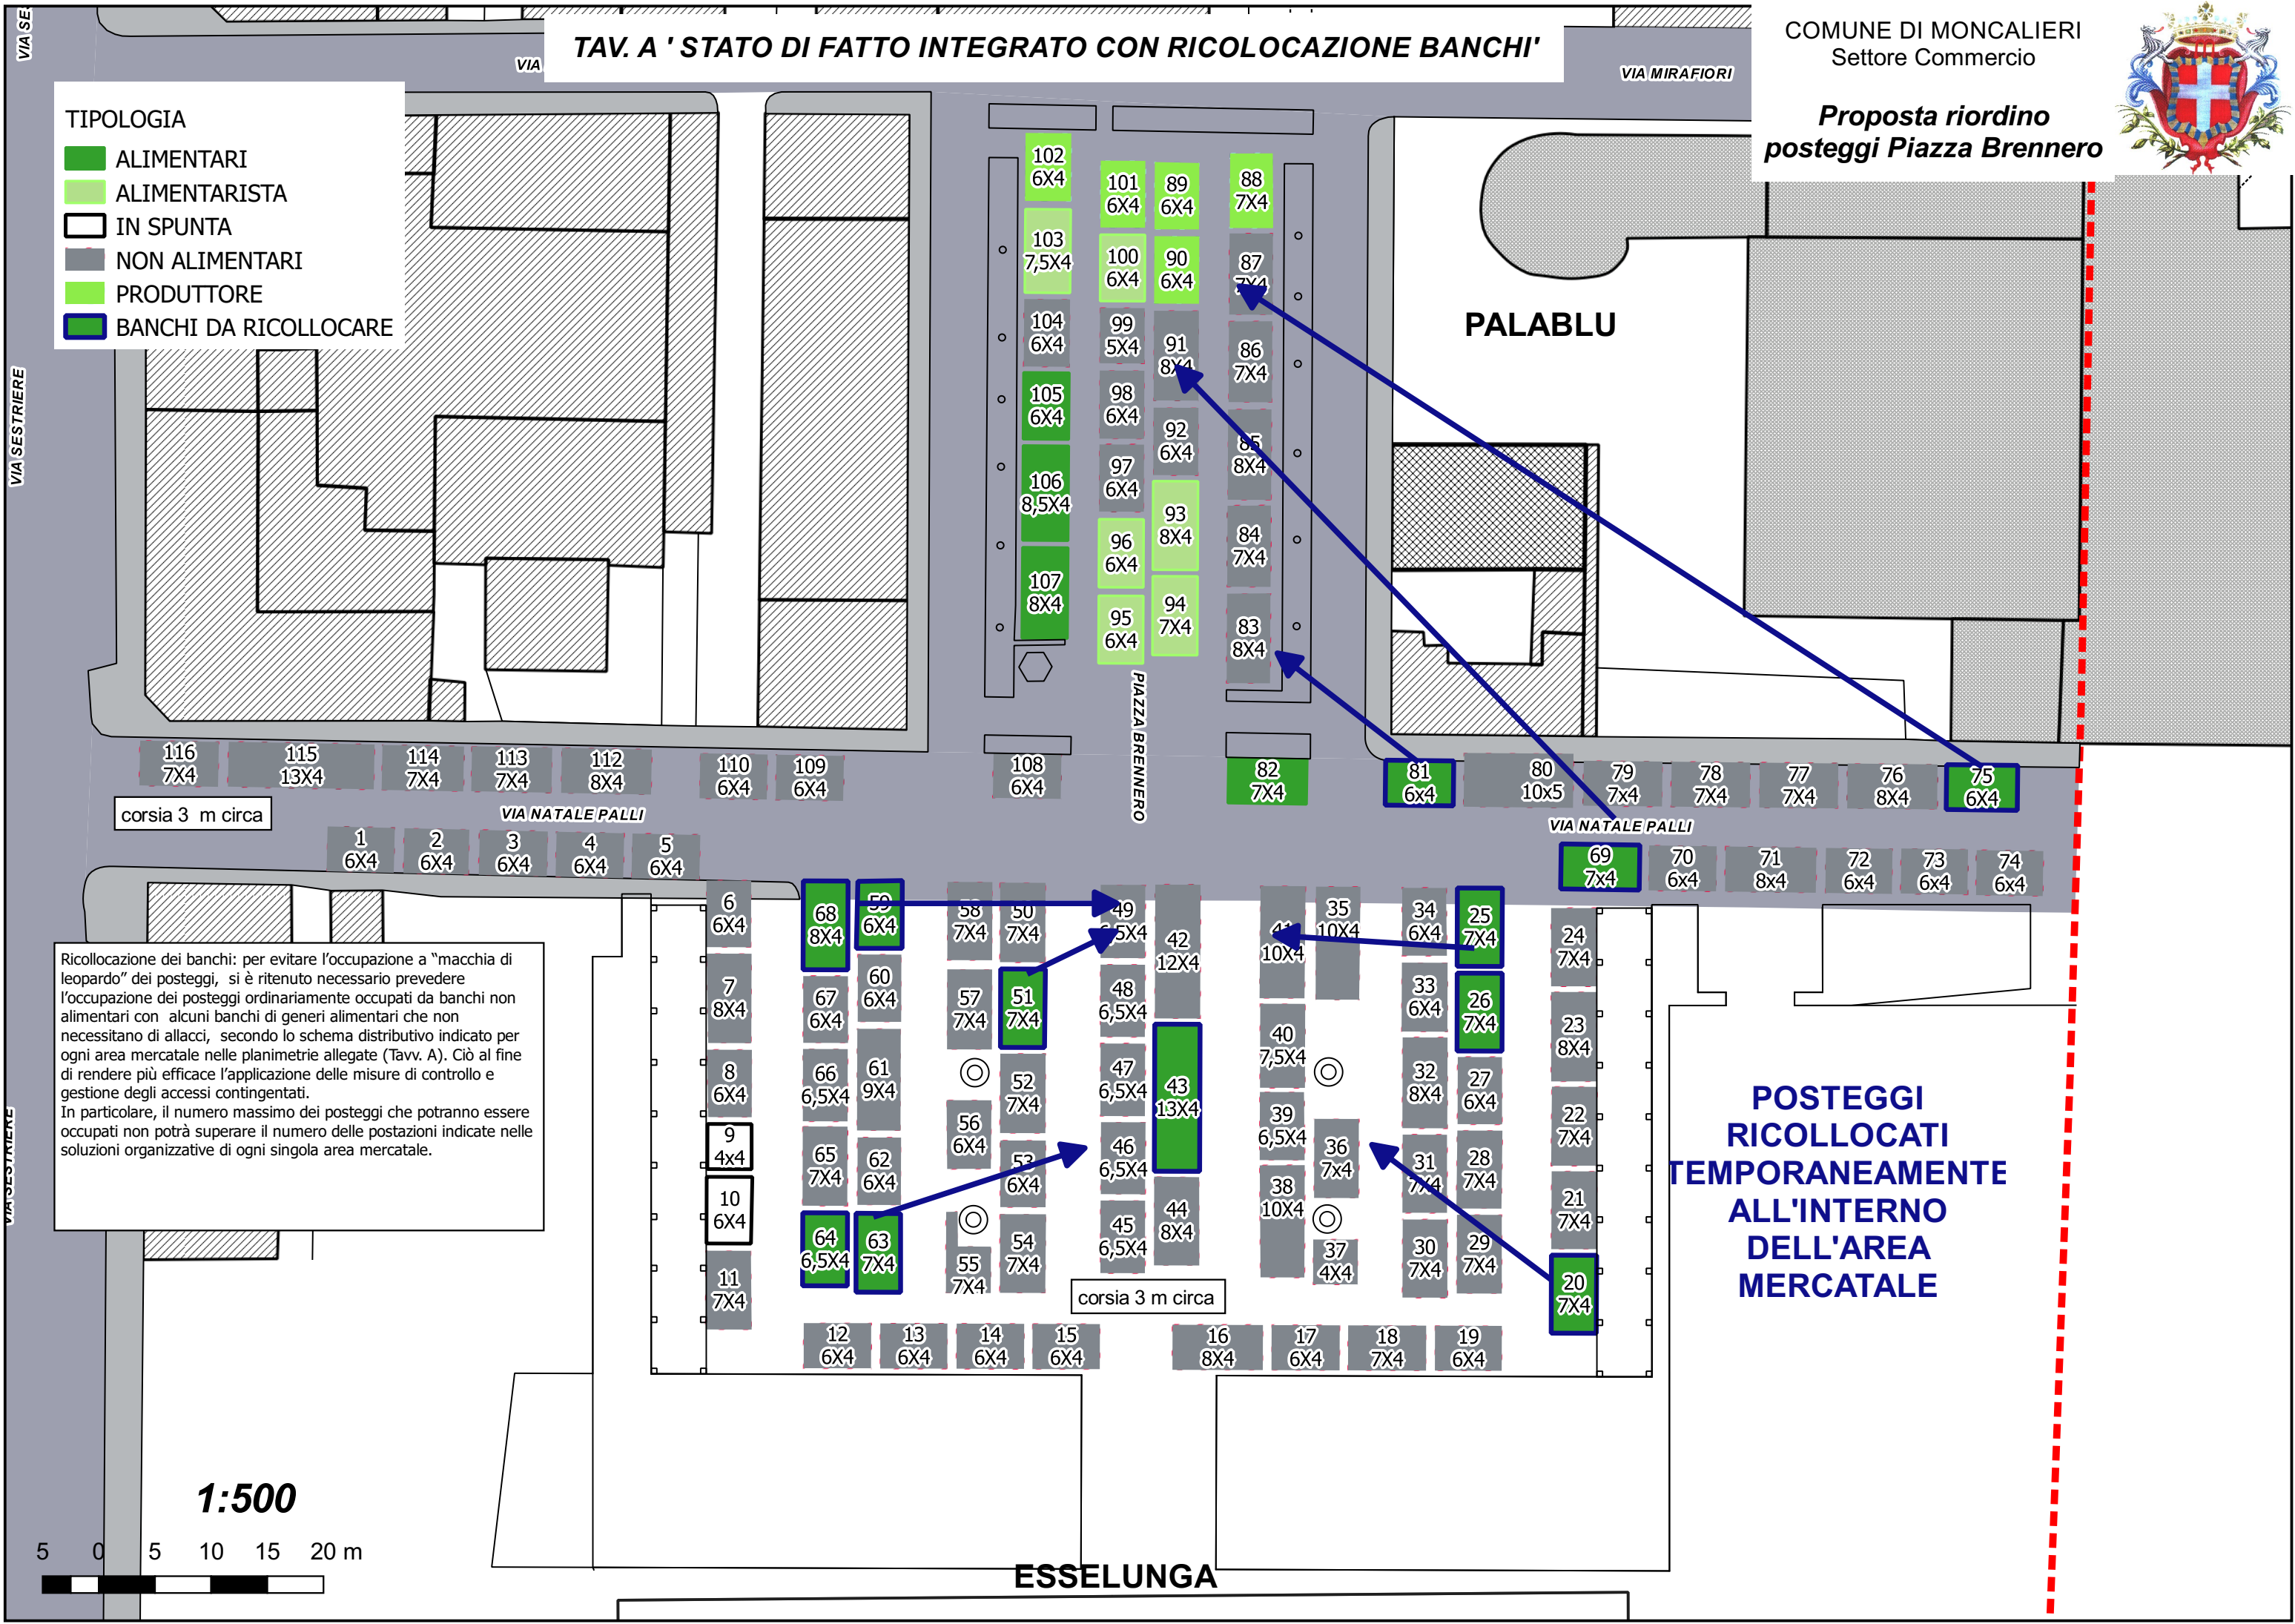 TAV. A ' STATO DI FATTO INTEGRATO CON RICOLOCAZIONE BANCHI'
COMUNE DI MONCALIERI
Settore Commercio
Proposta riordino
posteggi Piazza Brennero
VIA
VIA MIRAFIORI
TIPOLOGIA
ALIMENTARI
ALIMENTARISTA
IN SPUNTA
NON ALIMENTARI
PRODUTTORE
BANCHI DA RICOLLOCARE
VIA SESTRIERE
PALABLU
102
6X4
101
6X4
89
6X4
88
7X4
103
7,5X4
100
6X4
90
6X4
87
7X4
104
6X4
99
5X4
91
8X4
86
7X4
105
6X4
98
6X4
92
6X4
85
8X4
106
8,5X4
97
6X4
93
8X4
84
7X4
107
8X4
96
6X4
94
7X4
83
8X4
95
6X4
PIAZZA BRENNERO
116
7X4
115
13X4
114
7X4
113
7X4
112
8X4
110
6X4
109
6X4
108
6X4
82
7X4
81
6x4
80
10x5
79
7x4
78
7X4
77
7X4
76
8X4
75
6X4
corsia 3 m circa
VIA NATALE PALLI
VIA NATALE PALLI
1
6X4
2
6X4
3
6X4
4
6X4
5
6X4
69
7x4
70
6x4
71
8x4
72
6x4
73
6x4
74
6x4
6
6X4
7
8X4
8
6X4
9
4x4
10
6X4
11
7X4
68
8X4
67
6X4
66
6,5X4
65
7X4
64
6,5X4
59
6X4
60
6X4
61
9X4
62
6X4
63
7X4
58
7X4
57
7X4
56
6X4
55
7X4
50
7X4
51
7X4
52
7X4
53
6X4
54
7X4
49
6,5X4
48
6,5X4
47
6,5X4
46
6,5X4
45
6,5X4
42
12X4
43
13X4
44
8X4
41
10X4
40
7,5X4
39
6,5X4
38
10X4
35
10X4
36
7x4
37
4X4
34
6X4
33
6X4
32
8X4
31
7X4
30
7X4
25
7X4
26
7X4
27
6X4
28
7X4
29
7X4
24
7X4
23
8X4
22
7X4
21
7X4
20
7X4
corsia 3 m circa
12
6X4
13
6X4
14
6X4
15
6X4
16
8X4
17
6X4
18
7X4
19
6X4
Ricollocazione dei banchi: per evitare l’occupazione a “macchia di
leopardo” dei posteggi, si è ritenuto necessario prevedere
l’occupazione dei posteggi ordinariamente occupati da banchi non
alimentari con alcuni banchi di generi alimentari che non
necessitano di allacci, secondo lo schema distributivo indicato per
ogni area mercatale nelle planimetrie allegate (Tavv. A). Ciò al fine
di rendere più efficace l’applicazione delle misure di controllo e
gestione degli accessi contingentati.
In particolare, il numero massimo dei posteggi che potranno essere
occupati non potrà superare il numero delle postazioni indicate nelle
soluzioni organizzative di ogni singola area mercatale.
POSTEGGI
RICOLLOCATI
TEMPORANEAMENTE
ALL'INTERNO
DELL'AREA
MERCATALE
1:500
5 0 5 10 15 20 m
ESSELUNGA